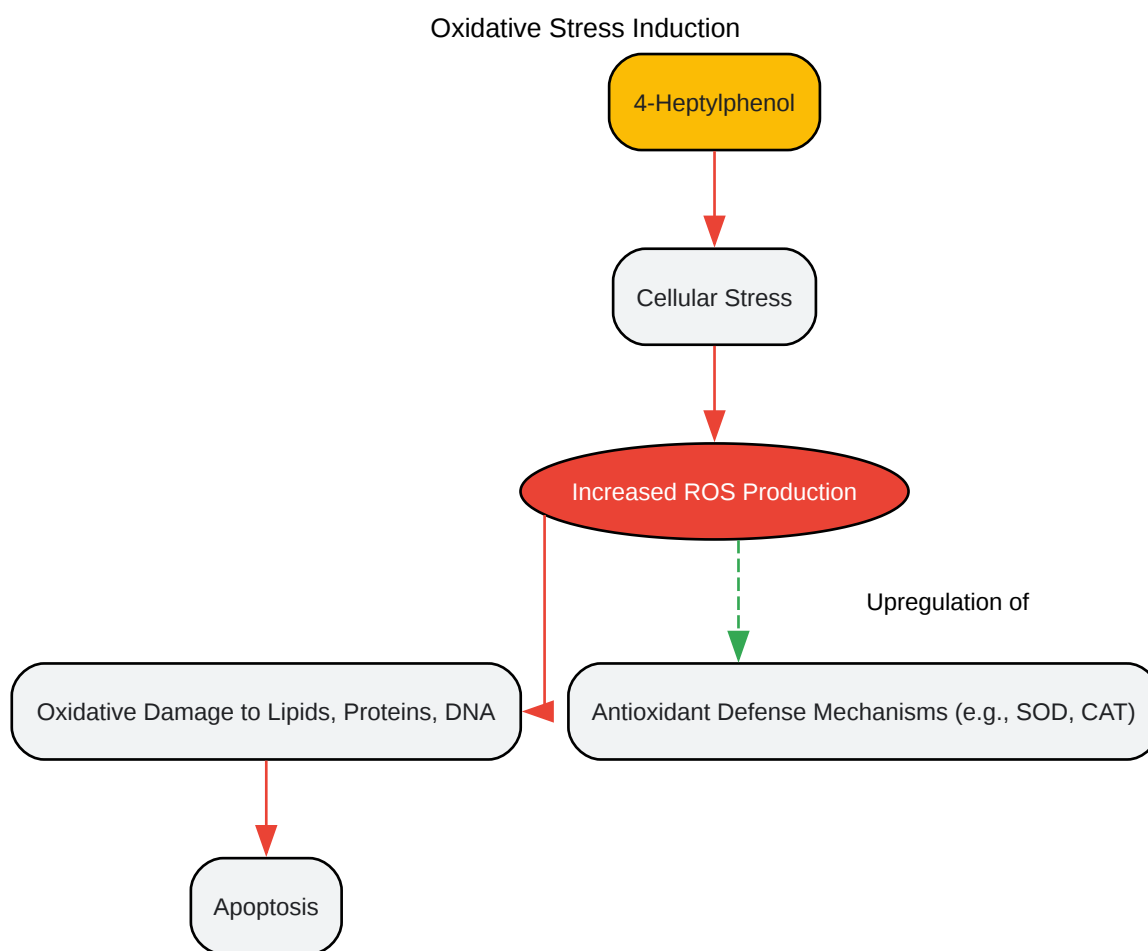 Oxidative Stress Induction
4-Heptylphenol
Cellular Stress
Increased ROS Production
Upregulation of
Oxidative Damage to Lipids, Proteins, DNA
Antioxidant Defense Mechanisms (e.g., SOD, CAT)
Apoptosis